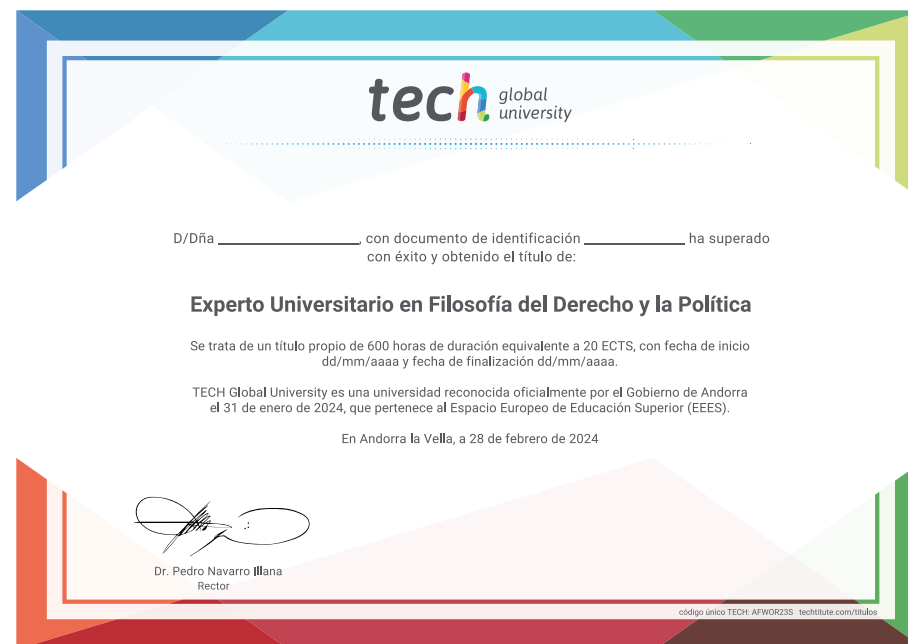 tech global
university
D/Dña ____________________, con documento de identificación ______________ ha superado
con éxito y obtenido el título de:
Experto Universitario en Filosofía del Derecho y la Política
Se trata de un título propio de 600 horas de duración equivalente a 20 ECTS, con fecha de inicio
dd/mm/aaaa y fecha de finalización dd/mm/aaaa.
TECH Global University es una universidad reconocida oficialmente por el Gobierno de Andorra
el 31 de enero de 2024, que pertenece al Espacio Europeo de Educación Superior (EEES).
En Andorra la Vella, a 28 de febrero de 2024
Dr. Pedro Navarro Illana
Rector
código único TECH: AFWOR23S techtitute.com/titulos